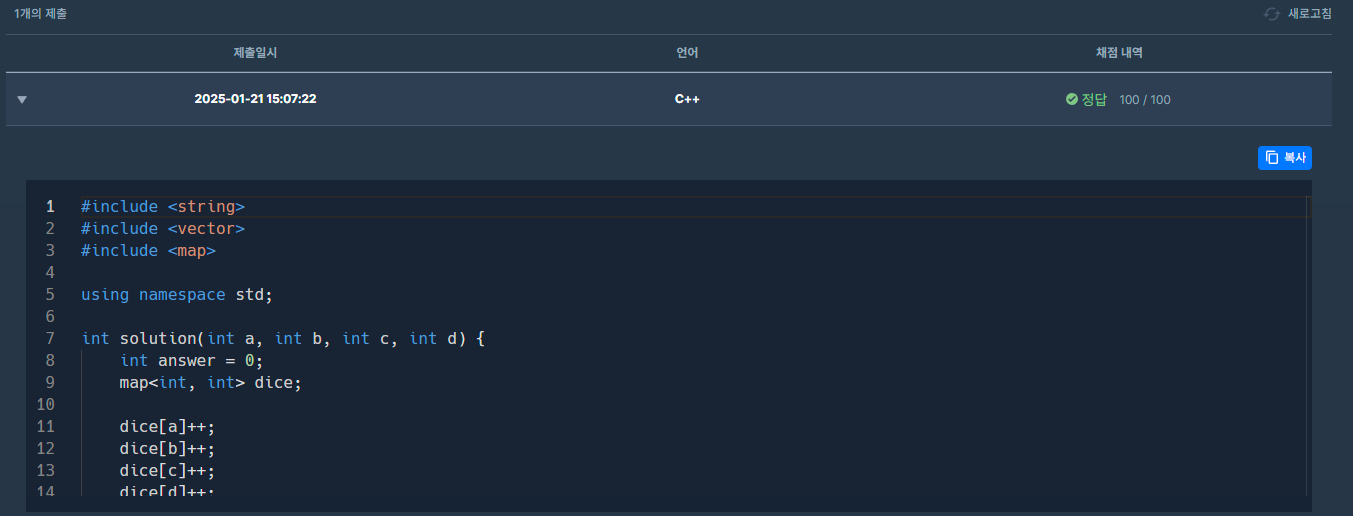 1개의 제출
새로고침
제출일시 언어 채점 내역
2025-01-21 15:07:22 C++ 정답 100 / 100
복사
1 #include <string>
2 #include <vector>
3 #include <map>
4
5 using namespace std;
6
7 int solution(int a, int b, int c, int d) {
8 int answer = 0;
9 map<int, int> dice;
10
11 dice[a]++;
12 dice[b]++;
13 dice[c]++;
14 dice[d]++;